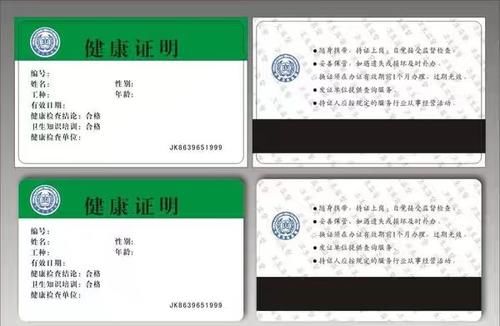 健康证明
编号:
姓名: 性别:
工种: 年龄:
有效日期:
健康检查结论: 合格
卫生知识培训: 合格
健康检查单位:
JK8639651999
• 随身携带, 持证上岗, 自觉接受监督检查。
• 妥善保管, 如遇遗失或损坏及时补办。
• 换证须在办证有效期前1个月办理, 过期无效。
• 发证单位提供查询服务。
• 持证人应按规定的服务行业从事经营活动。
健康证明
编号:
姓名: 性别:
工种: 年龄:
有效日期:
健康检查结论: 合格
卫生知识培训: 合格
健康检查单位:
JK8639651999
• 随身携带, 持证上岗, 自觉接受监督检查。
• 妥善保管, 如遇遗失或损坏及时补办。
• 换证须在办证有效期前1个月办理, 过期无效。
• 发证单位提供查询服务。
• 持证人应按规定的服务行业从事经营活动。